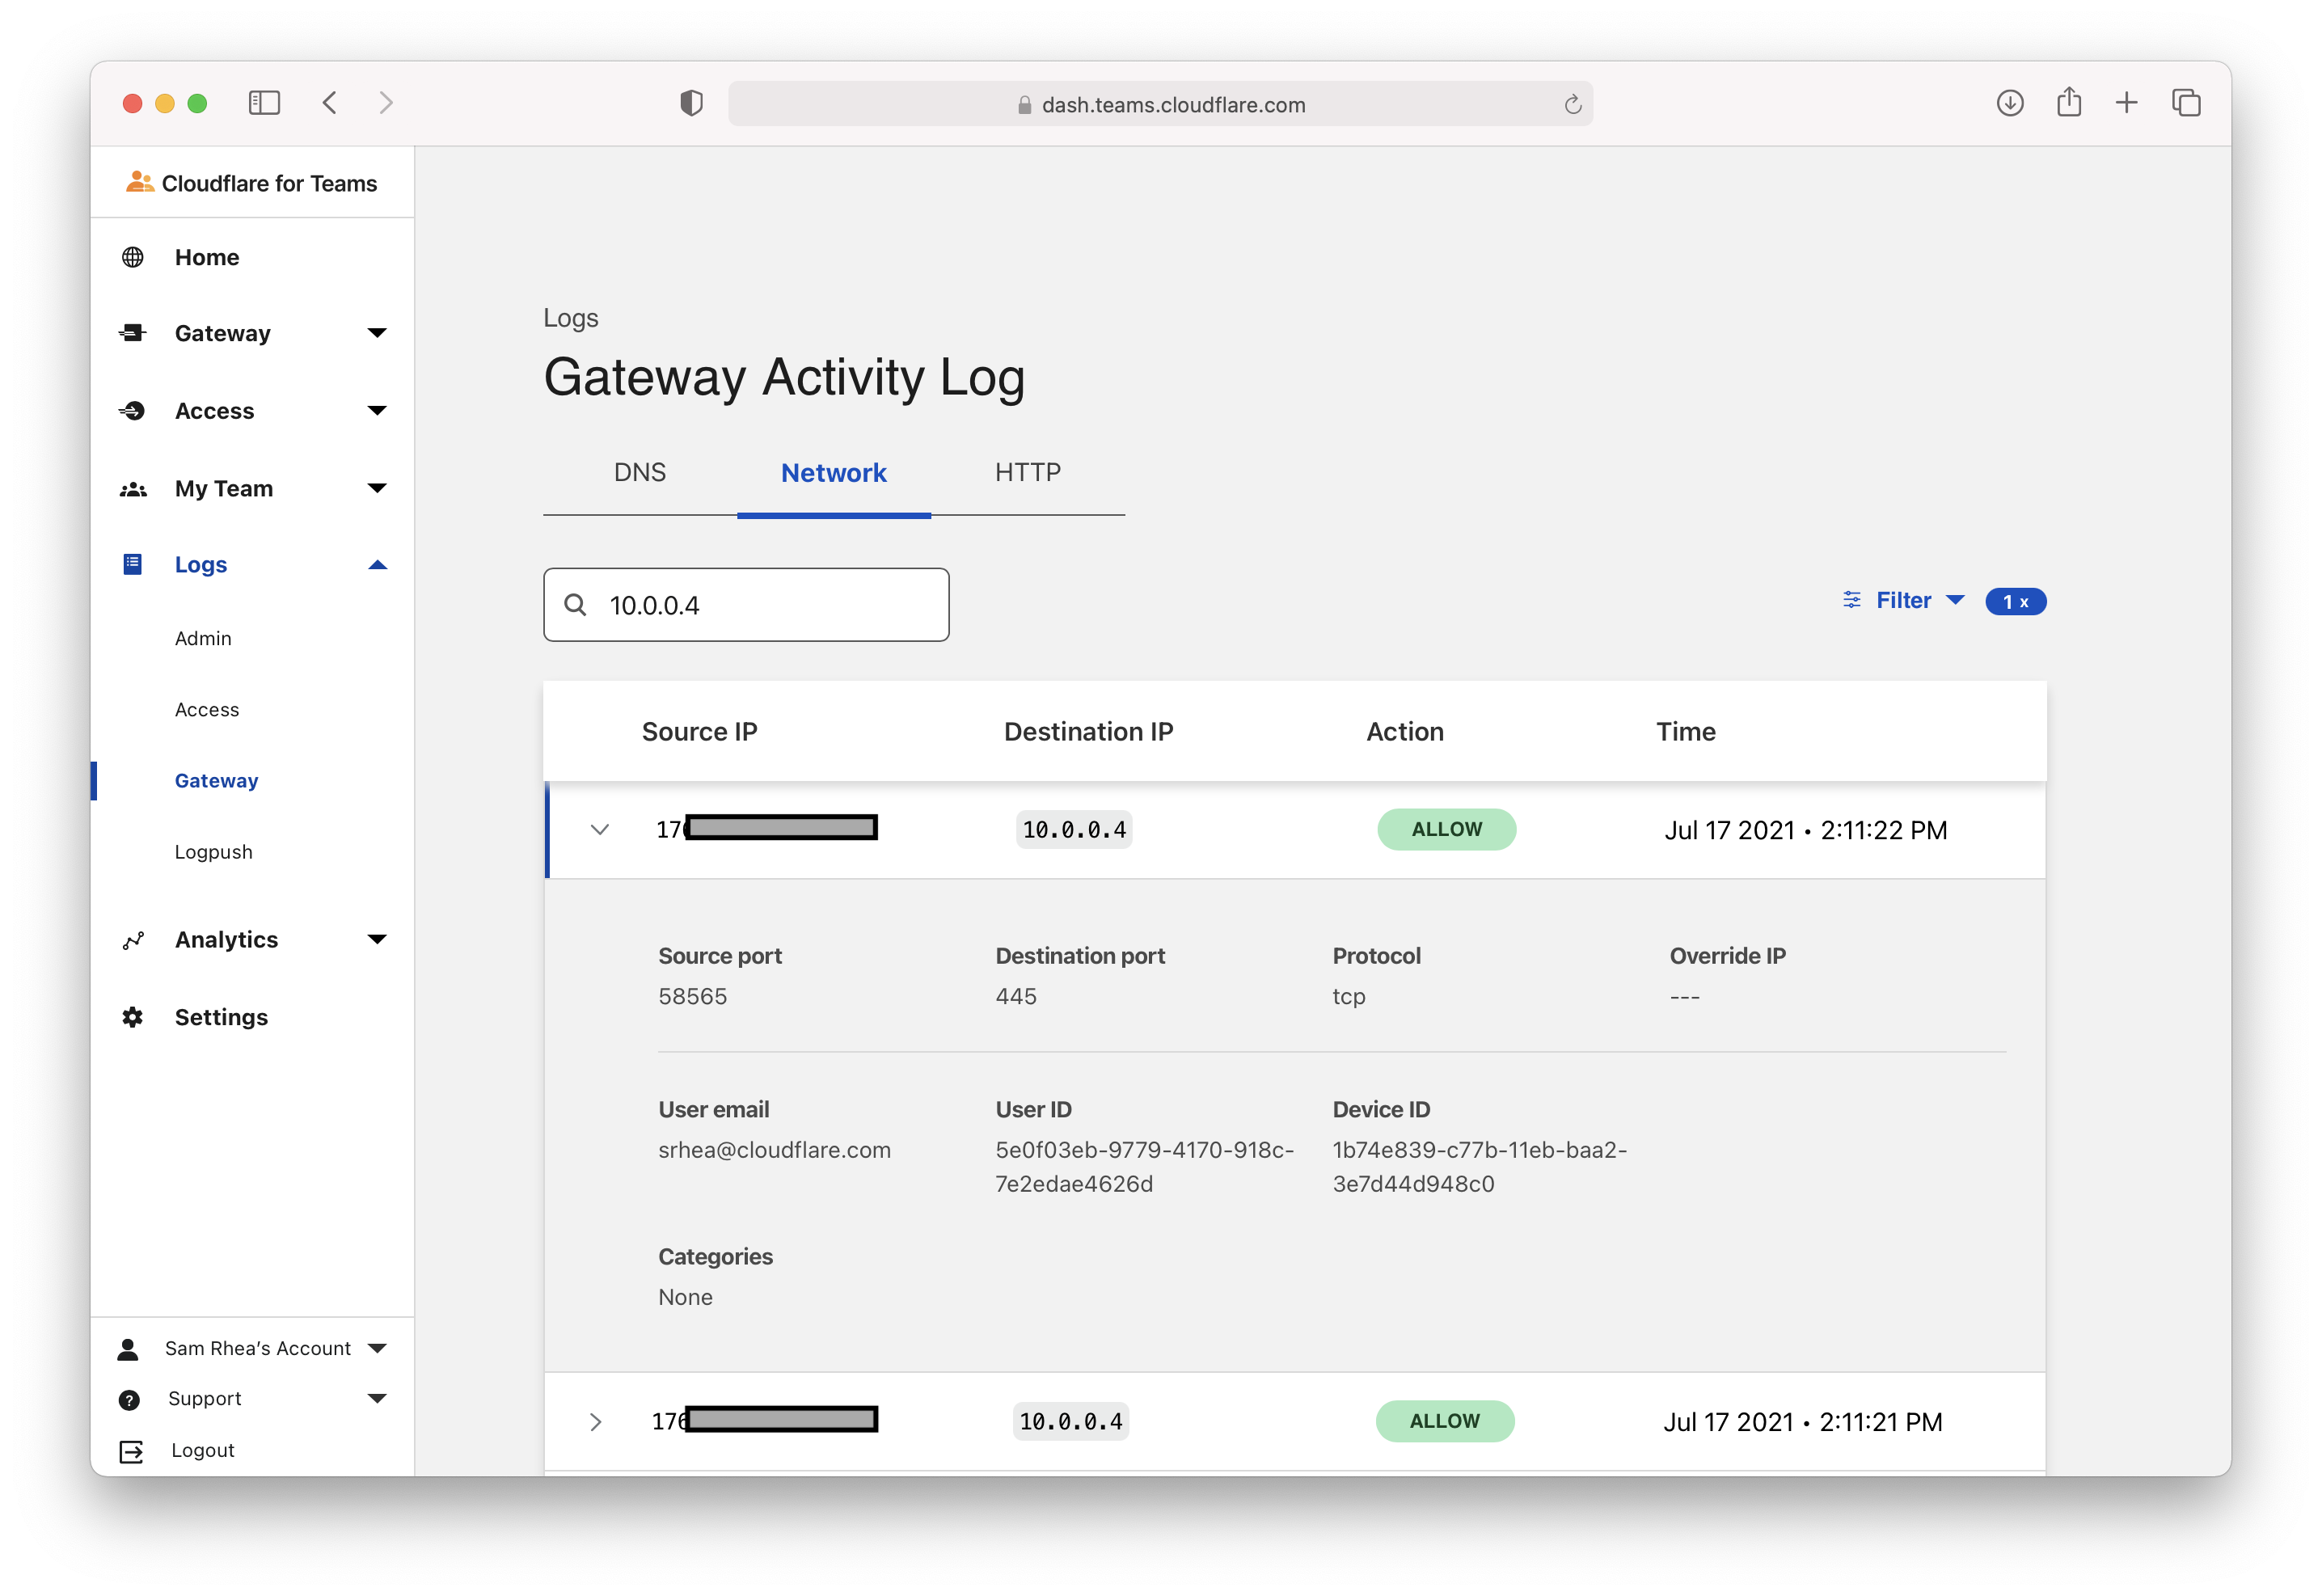 dash.teams.cloudflare.com
Cloudflare for Teams
Home
Gateway
Access
My Team
Logs
Admin
Access
Gateway
Logpush
Analytics
Settings
Sam Rhea's Account
Support
Logout
Logs
Gateway Activity Log
DNS Network HTTP
10.0.0.4
Filter 1 x
Source IP Destination IP Action Time
10.0.0.4 ALLOW Jul 17 2021 • 2:11:22 PM
Source port Destination port Protocol Override IP
58565 445 tcp ---
User email User ID Device ID
srhea@cloudflare.com 5e0f03eb-9779-4170-918c- 1b74e839-c77b-11eb-baa2-
7e2edae4626d 3e7d44d948c0
Categories
None
176 10.0.0.4 ALLOW Jul 17 2021 • 2:11:21 PM